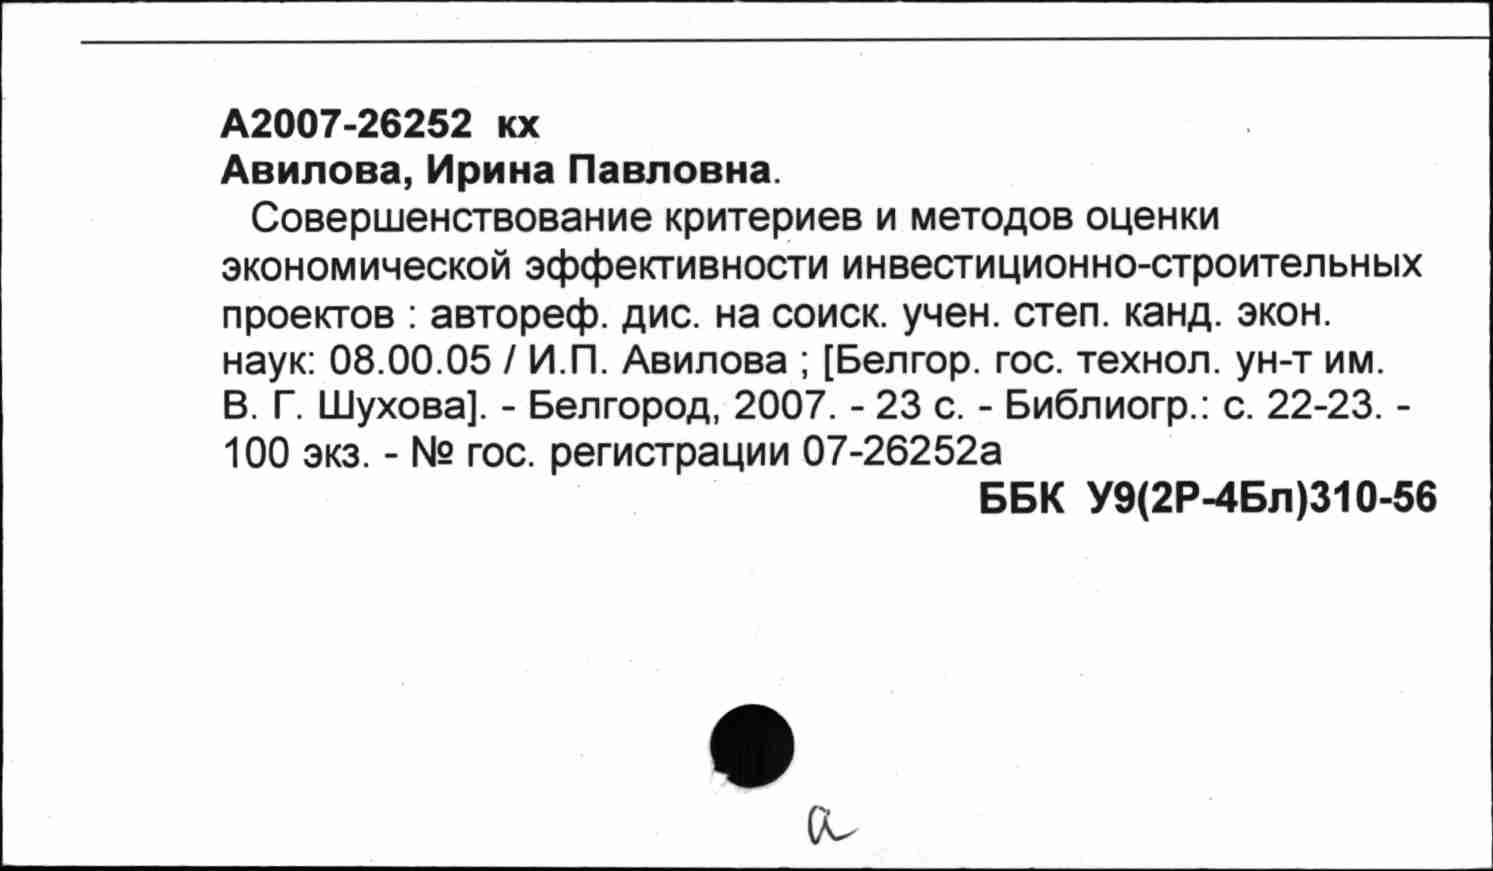 А2007-26252 кх
Авилова, Ирина Павловна.
Совершенствование критериев и методов оценки
экономической эффективности инвестиционно-строительных
проектов : автореф. дис. на соиск. учен. степ. канд. экон.
наук: 08.00.05 / И.П. Авилова ; [Белгор. гос. технол. ун-т им.
В. Г. Шухова]. - Белгород, 2007. - 23 с. - Библиогр.: с. 22-23. -
100 экз. - № гос. регистрации 07-26252а
ББК У9(2Р-4Бл)310-56
а